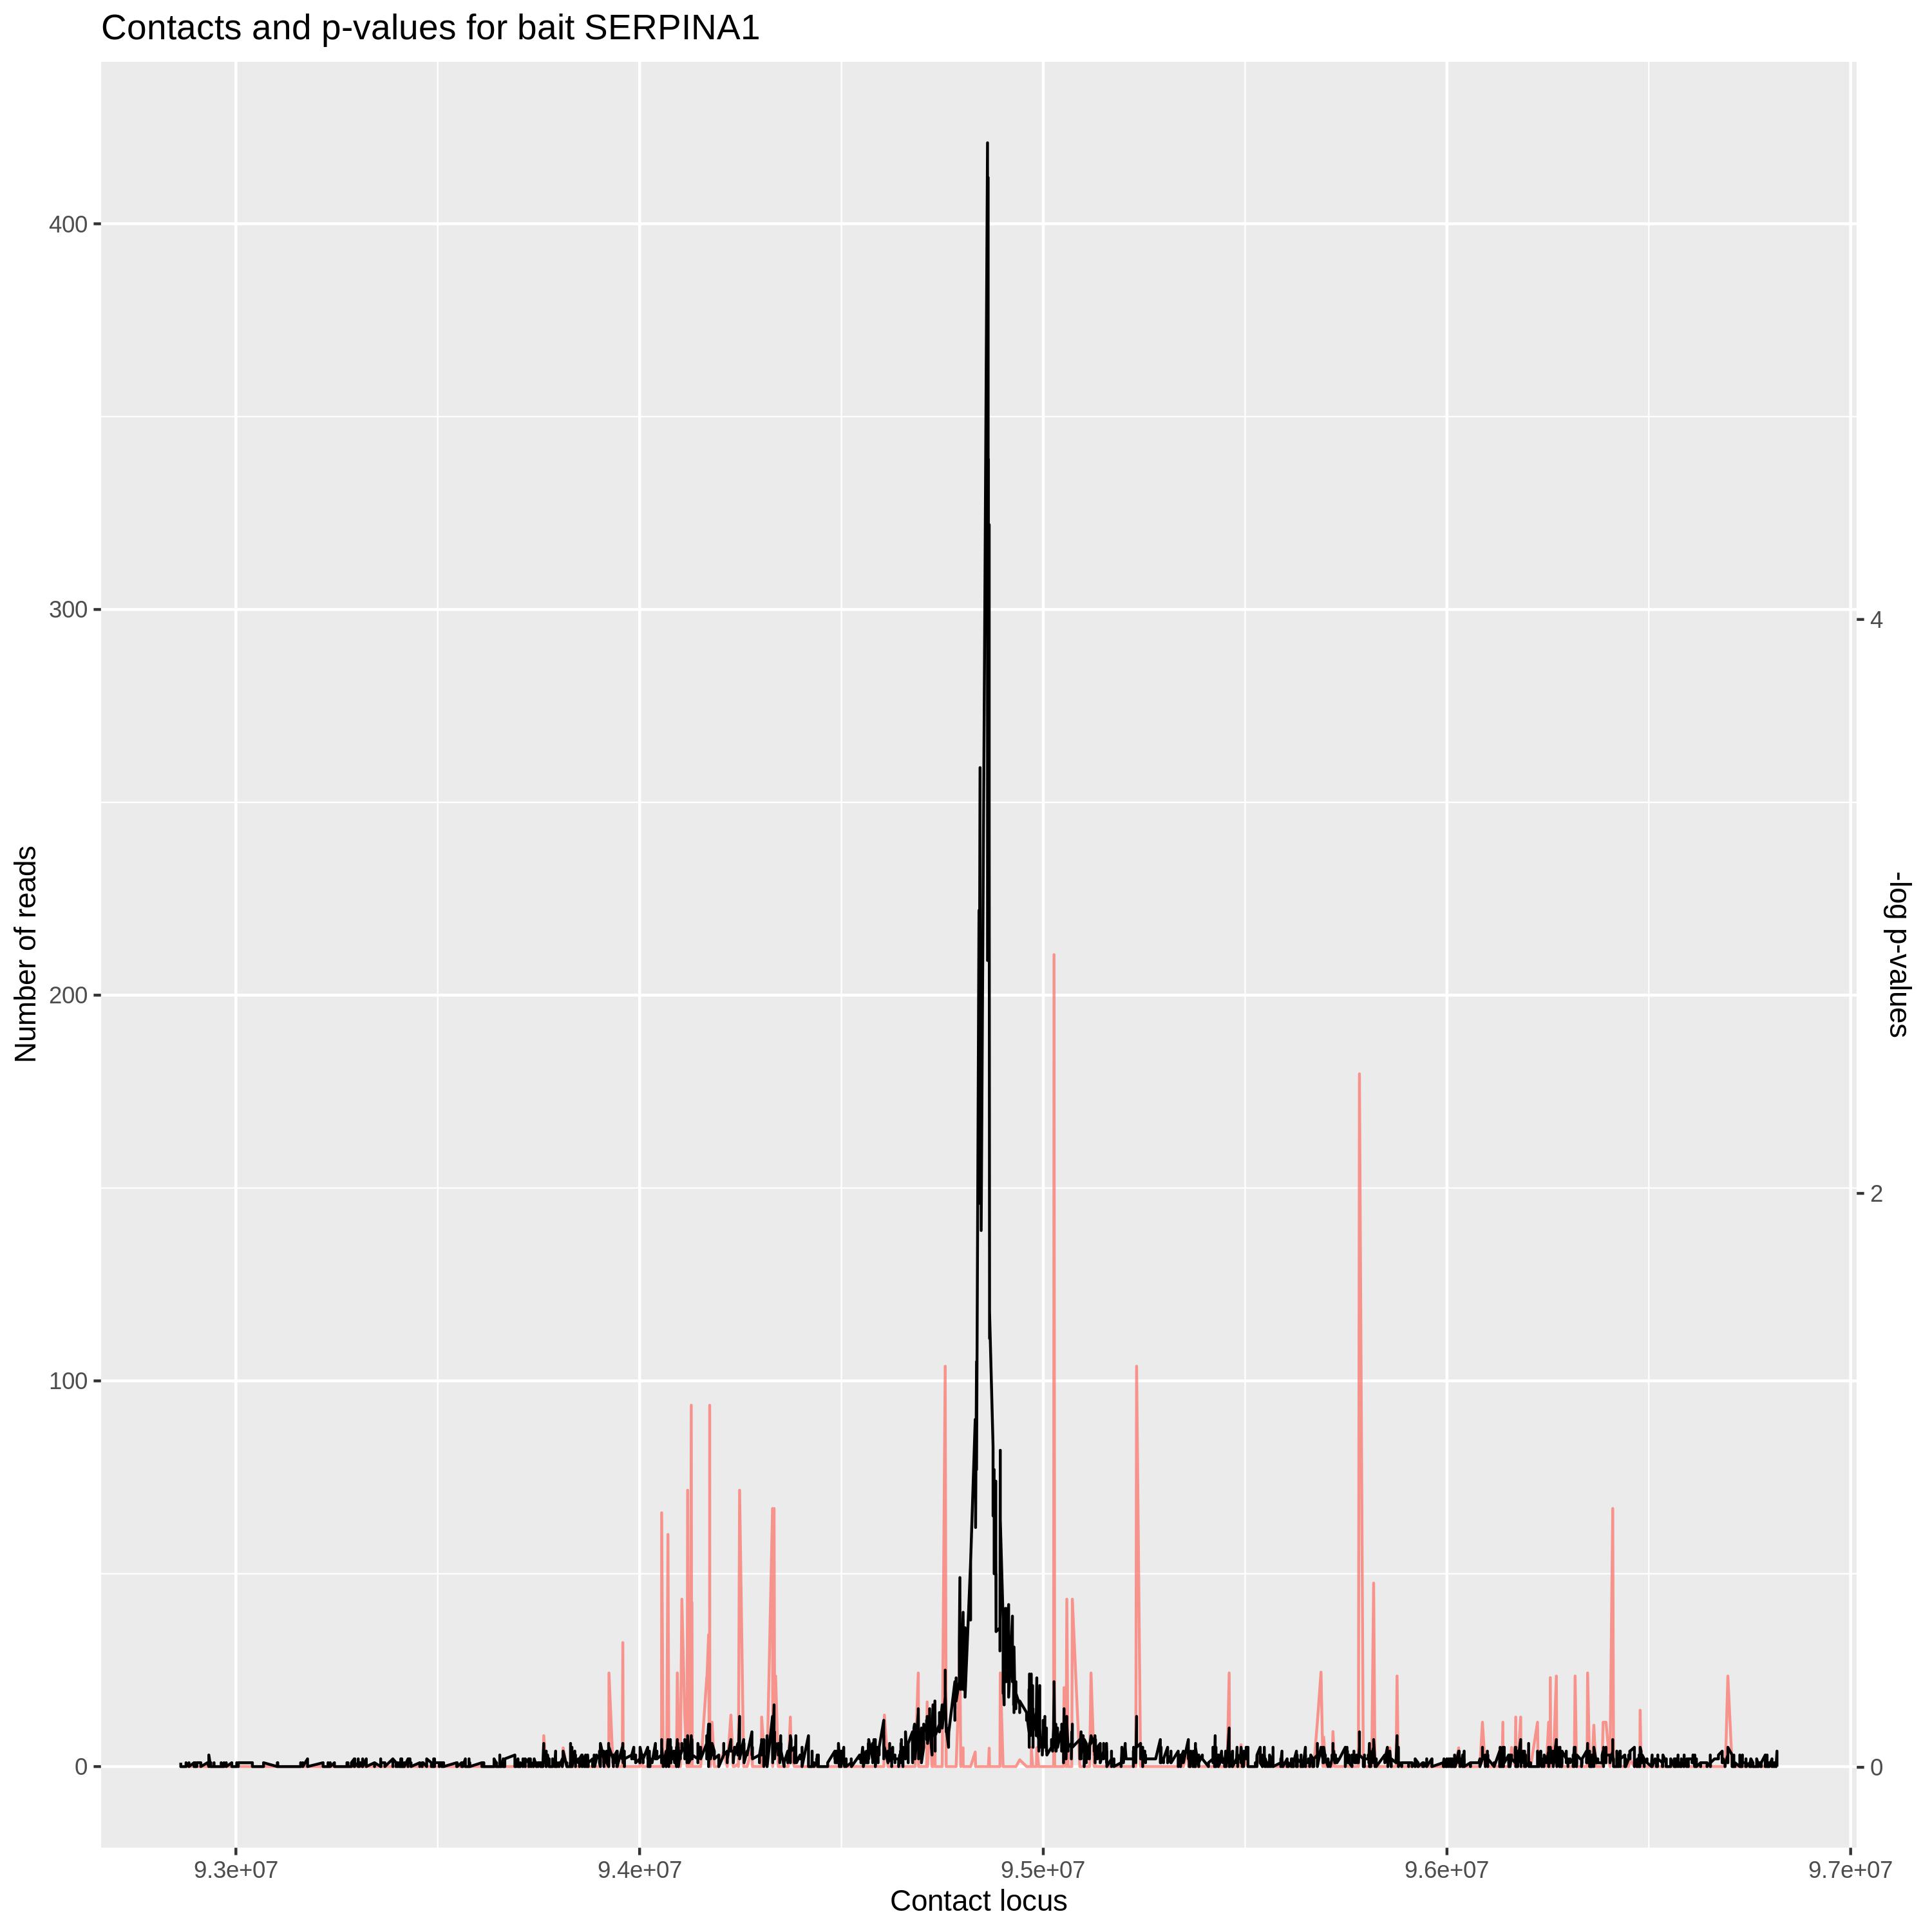 Contacts and p-values for bait SERPINA1
Number of reads
400
300
200
100
0
4
2
0
-log p-values
9.3e+07
9.4e+07
9.5e+07
9.6e+07
9.7e+07
Contact locus